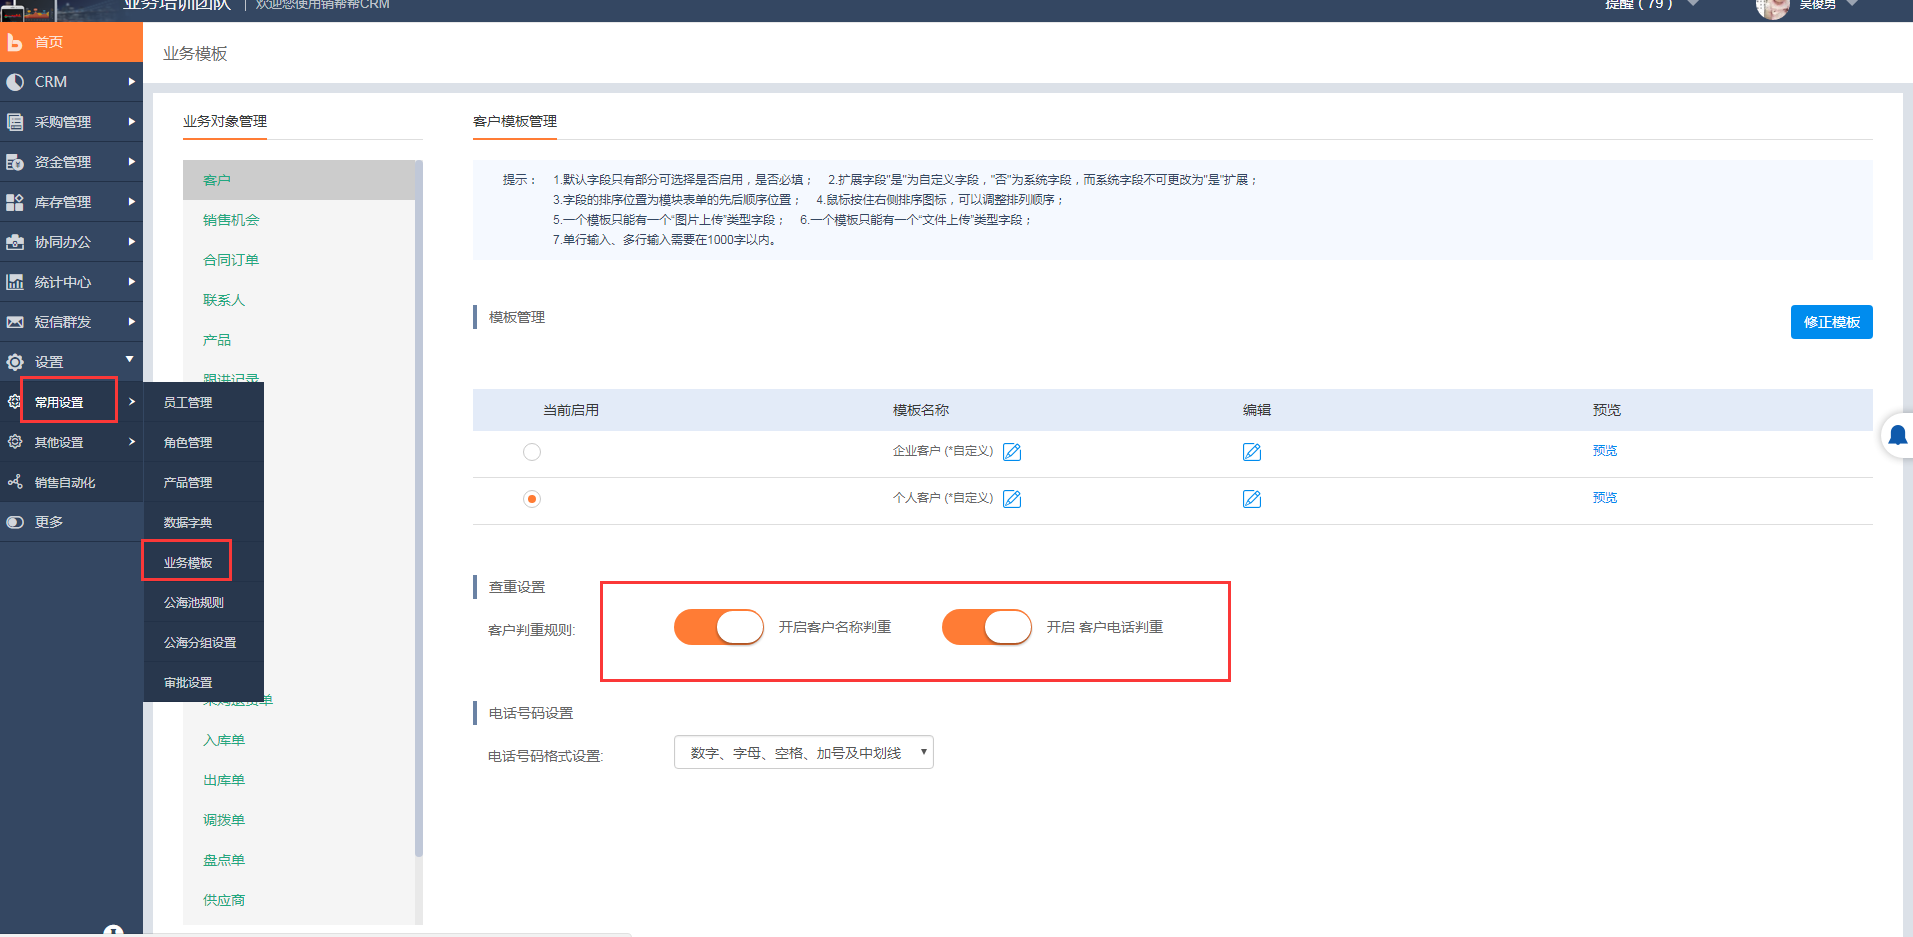 业务培训团队 | 欢迎您使用销帮帮CRM
提醒 ( 79 )
吴俊男
首页
CRM
采购管理
资金管理
库存管理
协同办公
统计中心
短信群发
设置
常用设置
其他设置
销售自动化
更多
员工管理
角色管理
产品管理
数据字典
业务模板
公海池规则
公海分组设置
审批设置
业务模板
业务对象管理
客户
销售机会
合同订单
联系人
产品
跟进记录
采购退货单
入库单
出库单
调拨单
盘点单
供应商
客户模板管理
提示： 1.默认字段只有部分可选择是否启用，是否必填； 2.扩展字段"是"为自定义字段，"否"为系统字段，而系统字段不可更改为"是"扩展；
3.字段的排序位置为模块表单的先后顺序位置； 4.鼠标按住右侧排序图标，可以调整排列顺序；
5.一个模板只能有一个“图片上传”类型字段； 6.一个模板只能有一个“文件上传”类型字段；
7.单行输入、多行输入需要在1000字以内。
模板管理
修正模板
当前启用 模板名称 编辑 预览
企业客户 (*自定义) 预览
个人客户 (*自定义) 预览
查重设置
客户判重规则: 开启客户名称判重 开启 客户电话判重
电话号码设置
电话号码格式设置: 数字、字母、空格、加号及中划线